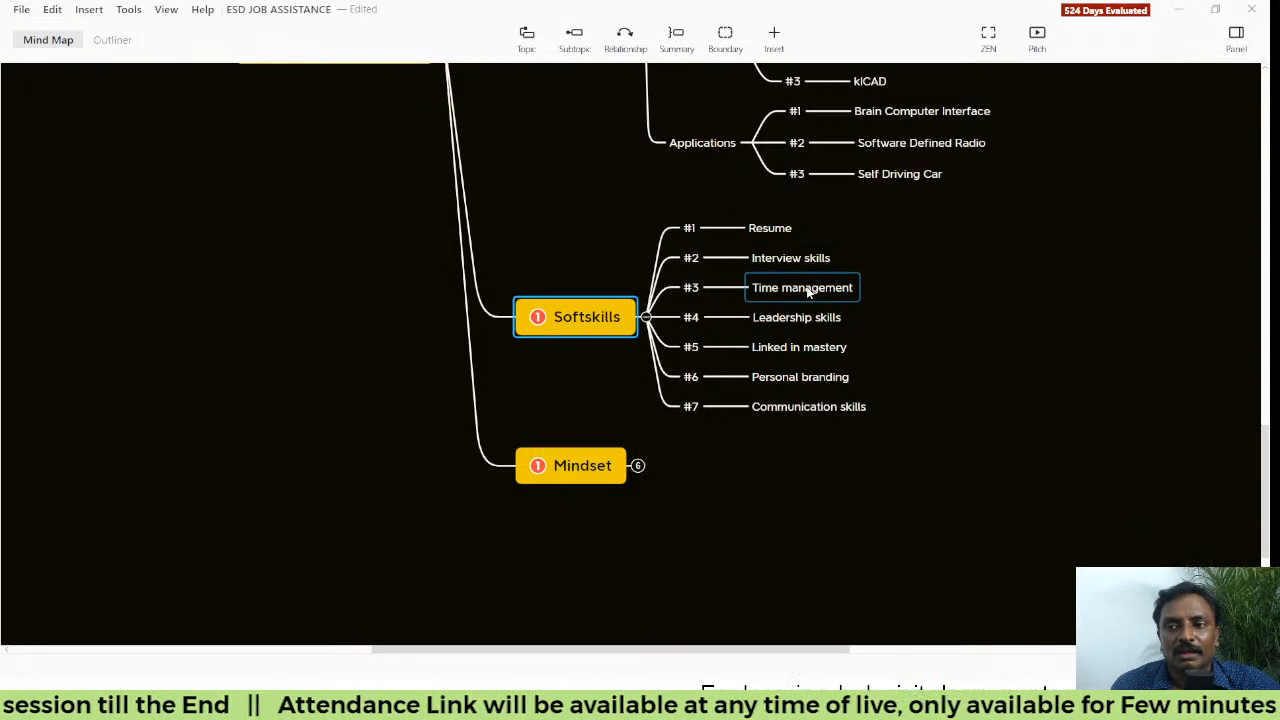 File Edit Insert Tools View Help ESD JOB ASSISTANCE — Edited 524 Days Evaluated
Mind Map Outliner Topic Subtopic Relationship Summary Boundary Insert ZEN Pitch Panel
#3 kICAD
#1 Brain Computer Interface
Applications #2 Software Defined Radio
#3 Self Driving Car
#1 Resume
#2 Interview skills
#3 Time management
1 Softskills #4 Leadership skills
#5 Linked in mastery
#6 Personal branding
#7 Communication skills
1 Mindset 6
session till the End || Attendance Link will be available at any time of live, only available for Few minutes